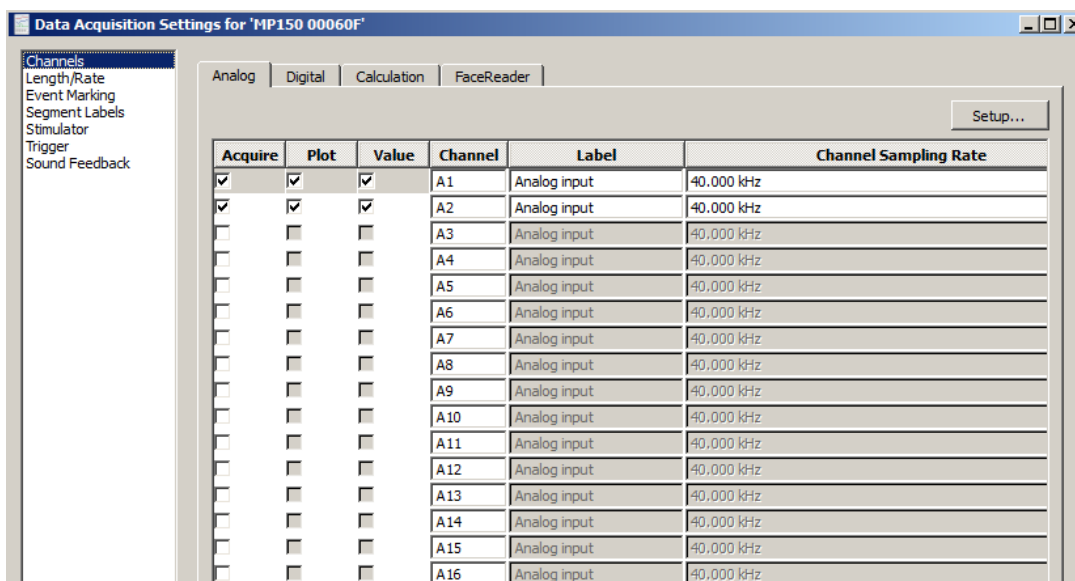 Data Acquisition Settings for 'MP150 00060F'
Channels
Length/Rate
Event Marking
Segment Labels
Stimulator
Trigger
Sound Feedback
Analog Digital Calculation FaceReader
Setup...
Acquire Plot Value Channel Label Channel Sampling Rate
A1 Analog input 40.000 kHz
A2 Analog input 40.000 kHz
A3 Analog input 40.000 kHz
A4 Analog input 40.000 kHz
A5 Analog input 40.000 kHz
A6 Analog input 40.000 kHz
A7 Analog input 40.000 kHz
A8 Analog input 40.000 kHz
A9 Analog input 40.000 kHz
A10 Analog input 40.000 kHz
A11 Analog input 40.000 kHz
A12 Analog input 40.000 kHz
A13 Analog input 40.000 kHz
A14 Analog input 40.000 kHz
A15 Analog input 40.000 kHz
A16 Analog input 40.000 kHz